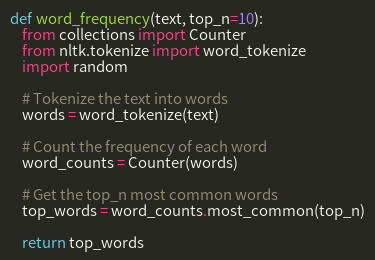 def word_frequency(text, top_n=10):
    from collections import Counter
    from nltk.tokenize import word_tokenize
    import random

    # Tokenize the text into words
    words = word_tokenize(text)

    # Count the frequency of each word
    word_counts = Counter(words)

    # Get the top_n most common words
    top_words = word_counts.most_common(top_n)

    return top_words